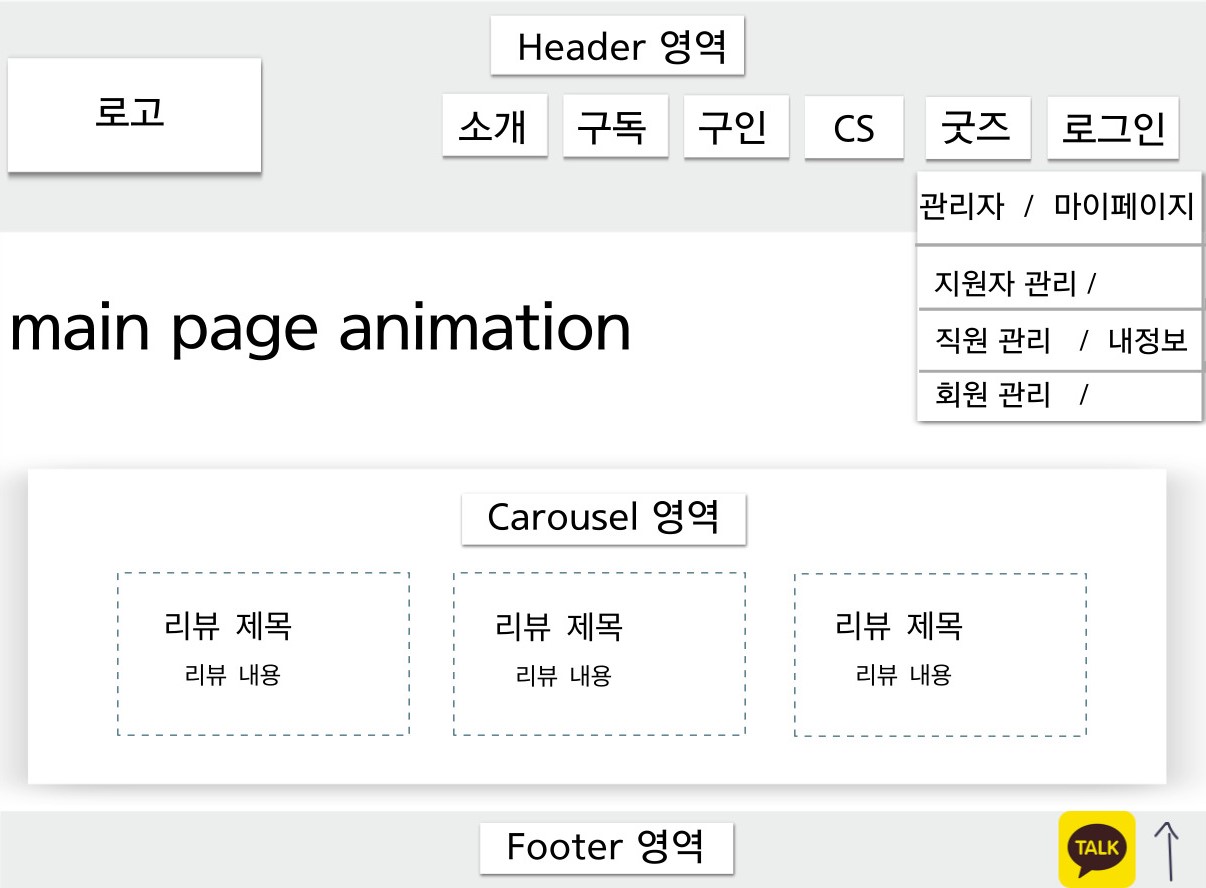 Header 영역
로고
소개 구독 구인 CS 굿즈 로그인
관리자 / 마이페이지
지원자 관리 /
직원 관리 / 내정보
회원 관리 /
main page animation
Carousel 영역
리뷰 제목 리뷰 제목 리뷰 제목
리뷰 내용 리뷰 내용 리뷰 내용
Footer 영역
TALK